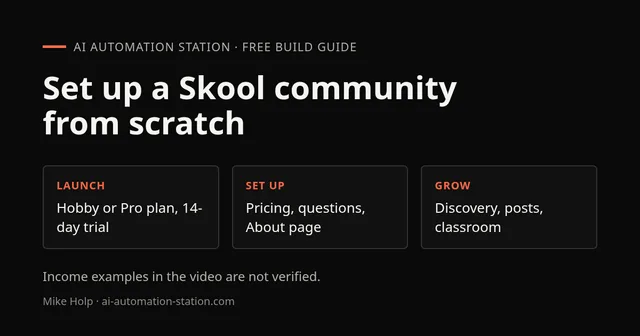 AI AUTOMATION STATION · FREE BUILD GUIDE
Set up a Skool community
from scratch
LAUNCH
Hobby or Pro plan, 14-
day trial
SET UP
Pricing, questions,
About page
GROW
Discovery, posts,
classroom
Income examples in the video are not verified.
Mike Holp · ai-automation-station.com